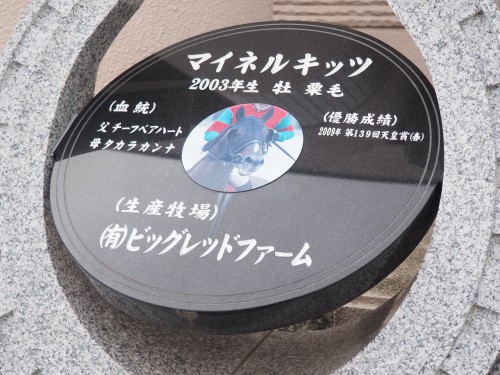 マイネルキッツ
2003年生 牡 栗毛
(血統)
父 チーフベアハート
母 タカラカンナ
(優勝成績)
2009年 第139回天皇賞(春)
(生産牧場)
㈲ビッグレッドファーム